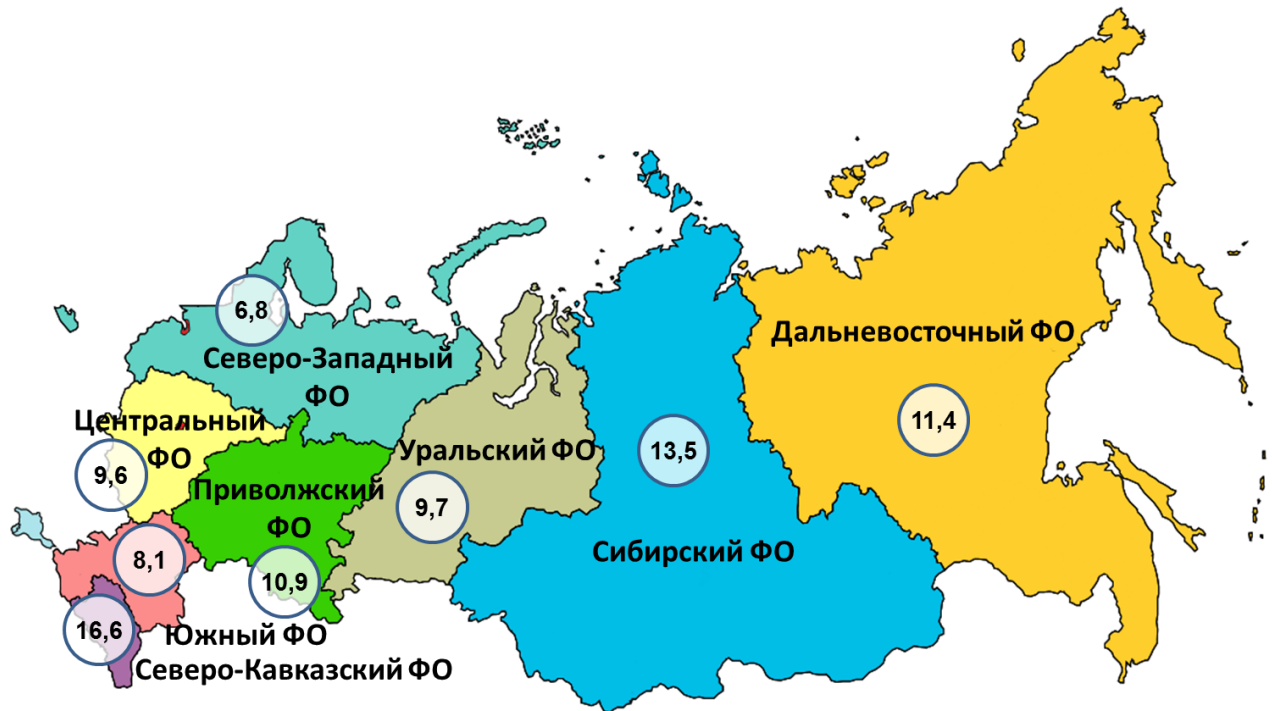 6,8
Северо-Западный
ФО
Центральный
ФО
9,6
Приволжский
ФО
10,9
Уральский ФО
9,7
8,1
16,6
Южный ФО
Северо-Кавказский ФО
13,5
Сибирский ФО
Дальневосточный ФО
11,4